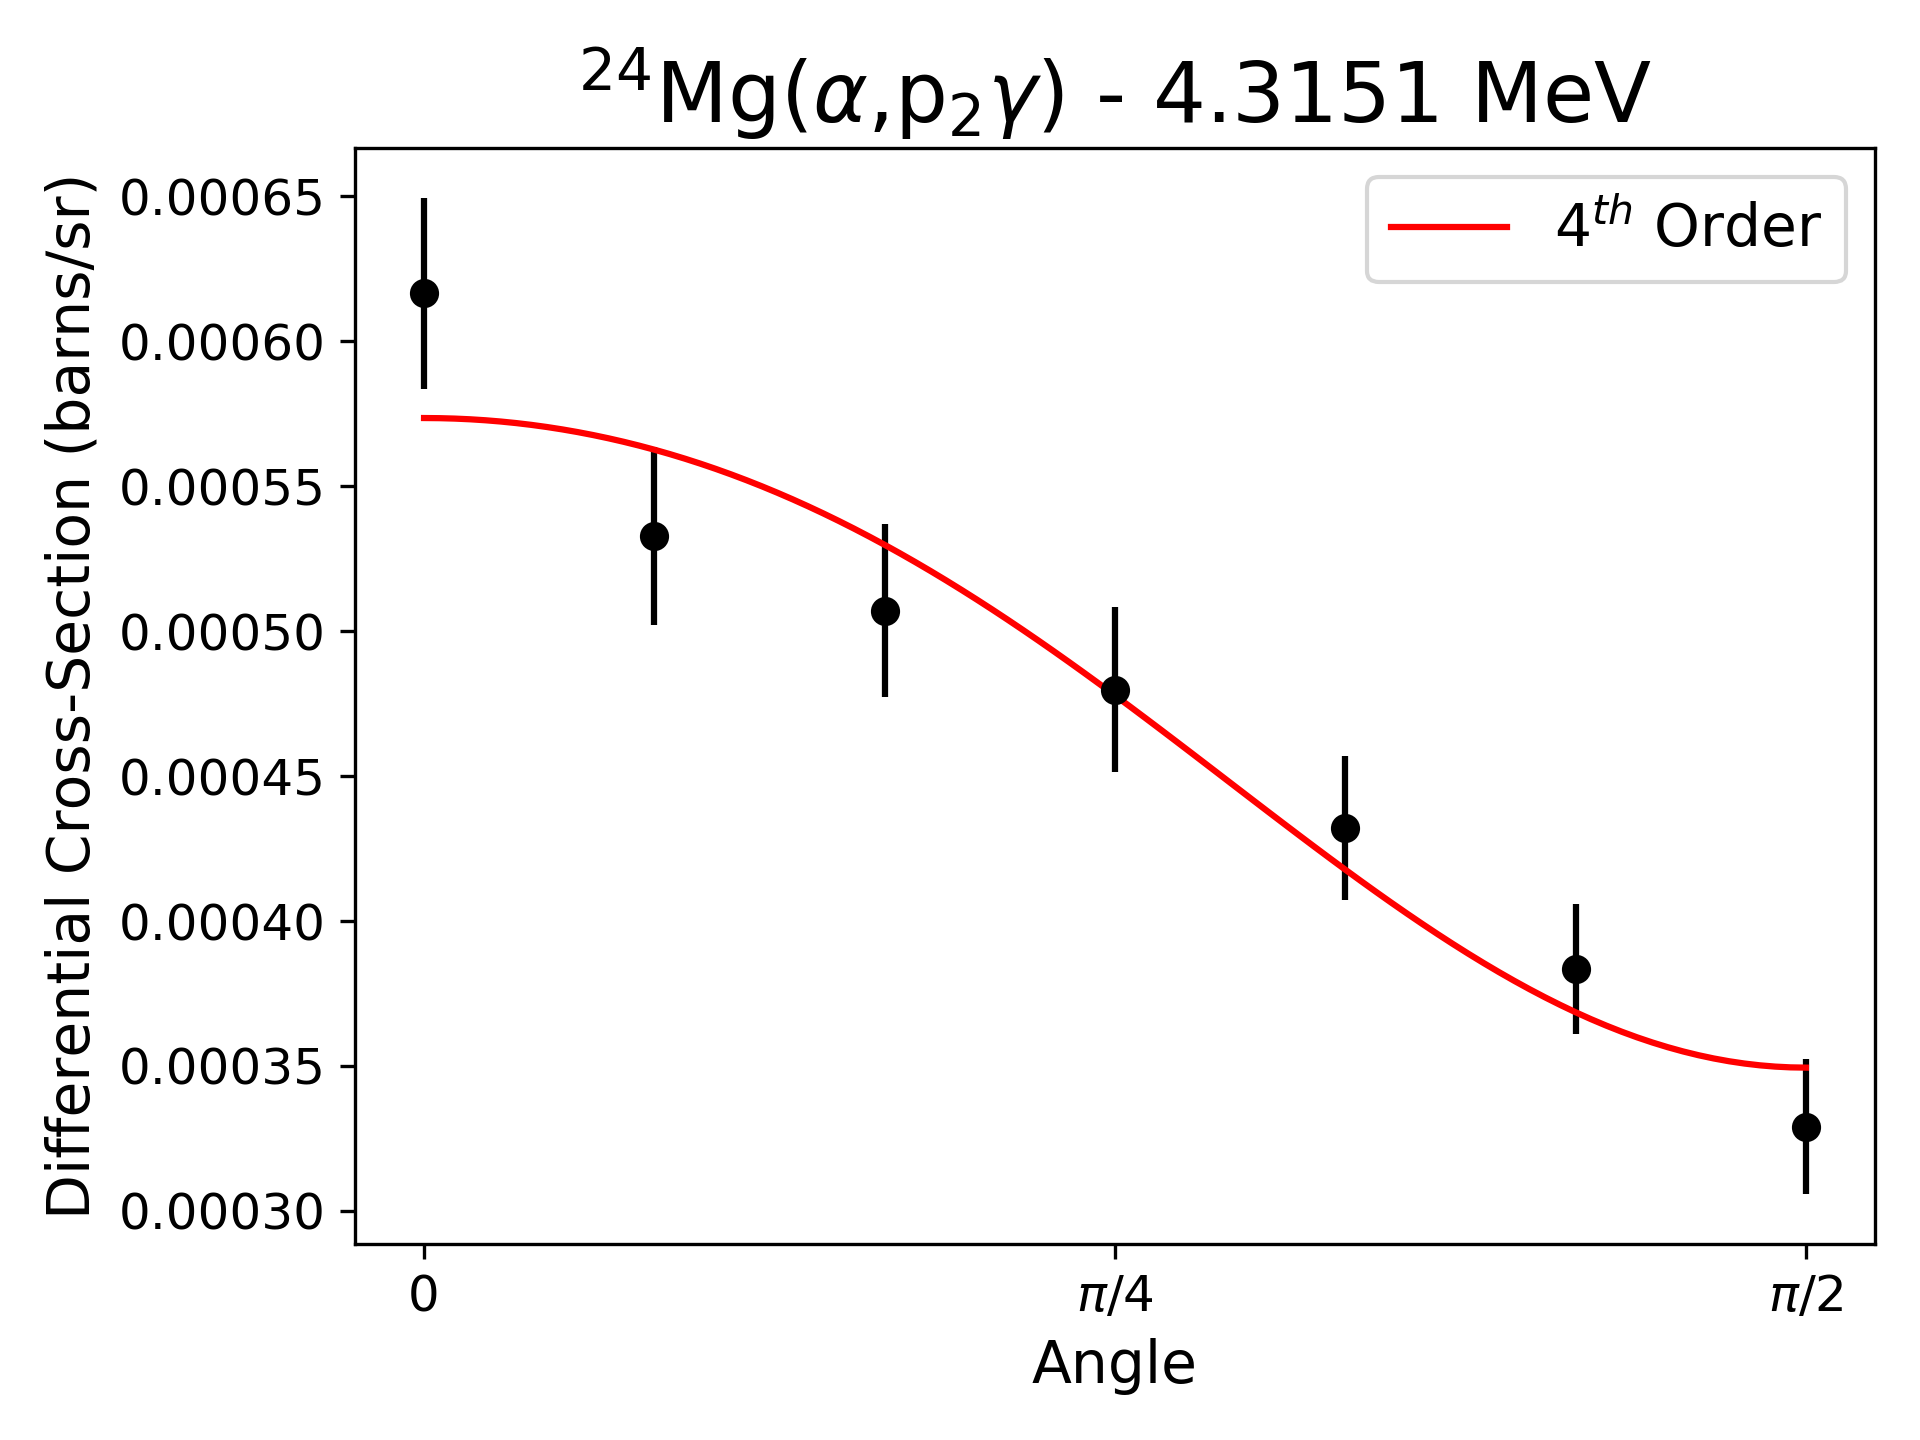 ²⁴Mg(α,p₂γ) - 4.3151 MeV
Differential Cross-Section (barns/sr)
0.00065
0.00060
0.00055
0.00050
0.00045
0.00040
0.00035
0.00030
4ᵗʰ Order
0 π/4 π/2
Angle